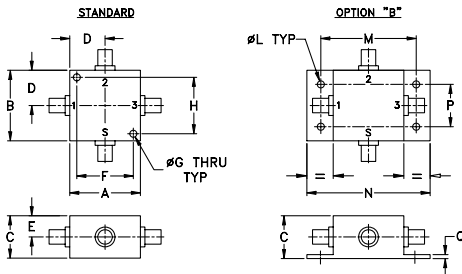 STANDARD
OPTION "B"
D
M
øL TYP
D
B
2
1
3
S
H
2
1
3
S
P
øG THRU
TYP
F
A
=
=
N
E
C
C
Q